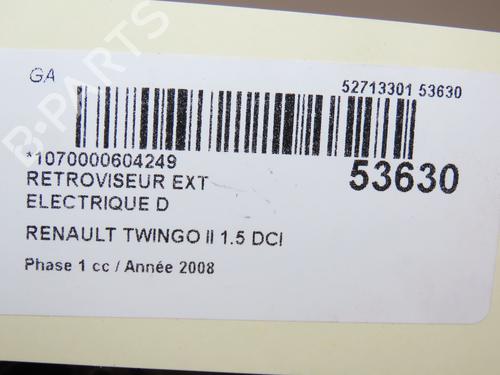 GA
52713301 53630
*1070000604249
RETROVISEUR EXT
53630
ELECTRIQUE D
RENAULT TWINGO II 1.5 DCI
Phase 1 cc / Année 2008
B-PARTS